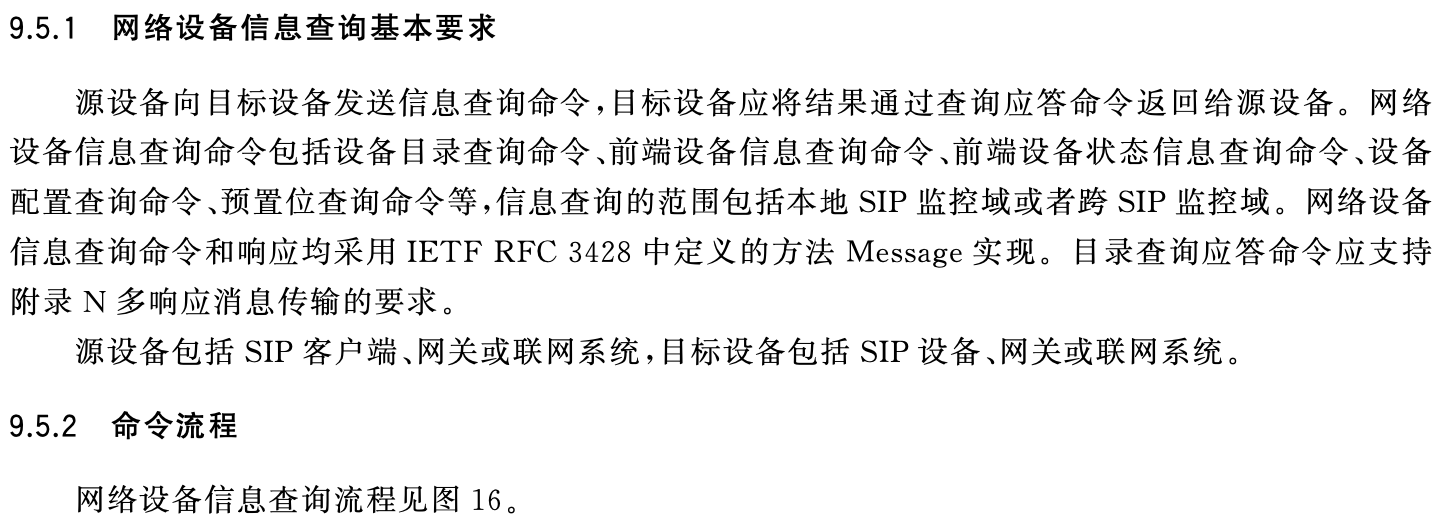 9.5.1 网络设备信息查询基本要求
源设备向目标设备发送信息查询命令,目标设备应将结果通过查询应答命令返回给源设备。网络
设备信息查询命令包括设备目录查询命令、前端设备信息查询命令、前端设备状态信息查询命令、设备
配置查询命令、预置位查询命令等,信息查询的范围包括本地 SIP 监控域或者跨 SIP 监控域。网络设备
信息查询命令和响应均采用 IETF RFC 3428 中定义的方法 Message 实现。目录查询应答命令应支持
附录 N 多响应消息传输的要求。
源设备包括 SIP 客户端、网关或联网系统,目标设备包括 SIP 设备、网关或联网系统。
9.5.2 命令流程
网络设备信息查询流程见图 16。